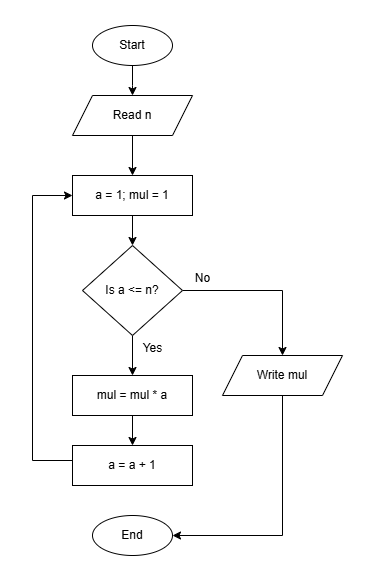 Start
Read n
a = 1; mul = 1
Is a <= n?
No
Yes
Write mul
mul = mul * a
a = a + 1
End